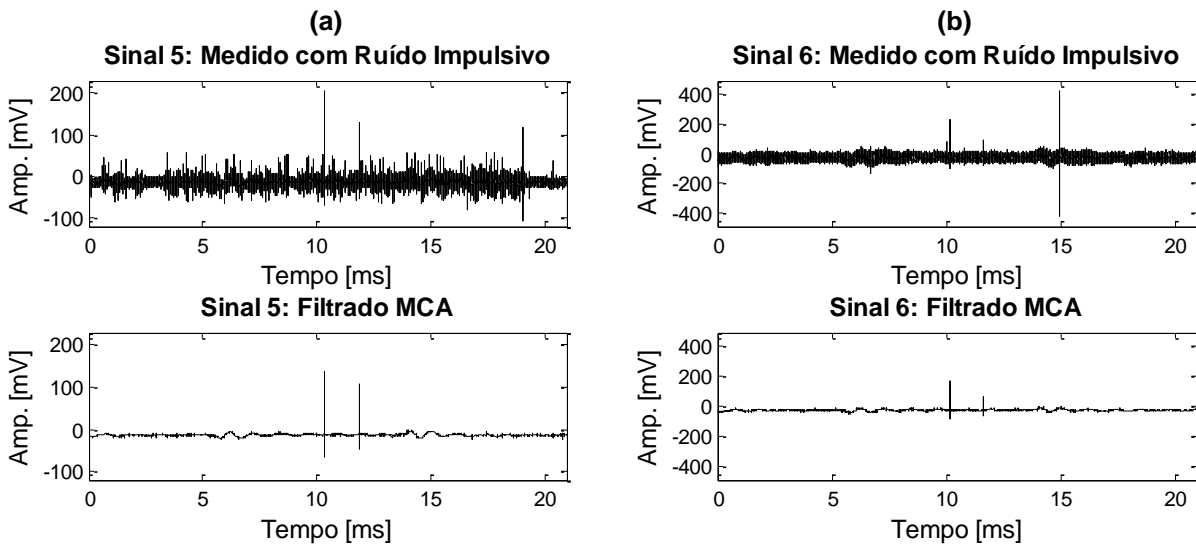 (a)
Sinal 5: Medido com Ruído Impulsivo
200
100
0
-100
Amp. [mV]
0 5 10 15 20
Tempo [ms]
Sinal 5: Filtrado MCA
200
100
0
-100
Amp. [mV]
0 5 10 15 20
Tempo [ms]
(b)
Sinal 6: Medido com Ruído Impulsivo
400
200
0
-200
-400
Amp. [mV]
0 5 10 15 20
Tempo [ms]
Sinal 6: Filtrado MCA
400
200
0
-200
-400
Amp. [mV]
0 5 10 15 20
Tempo [ms]